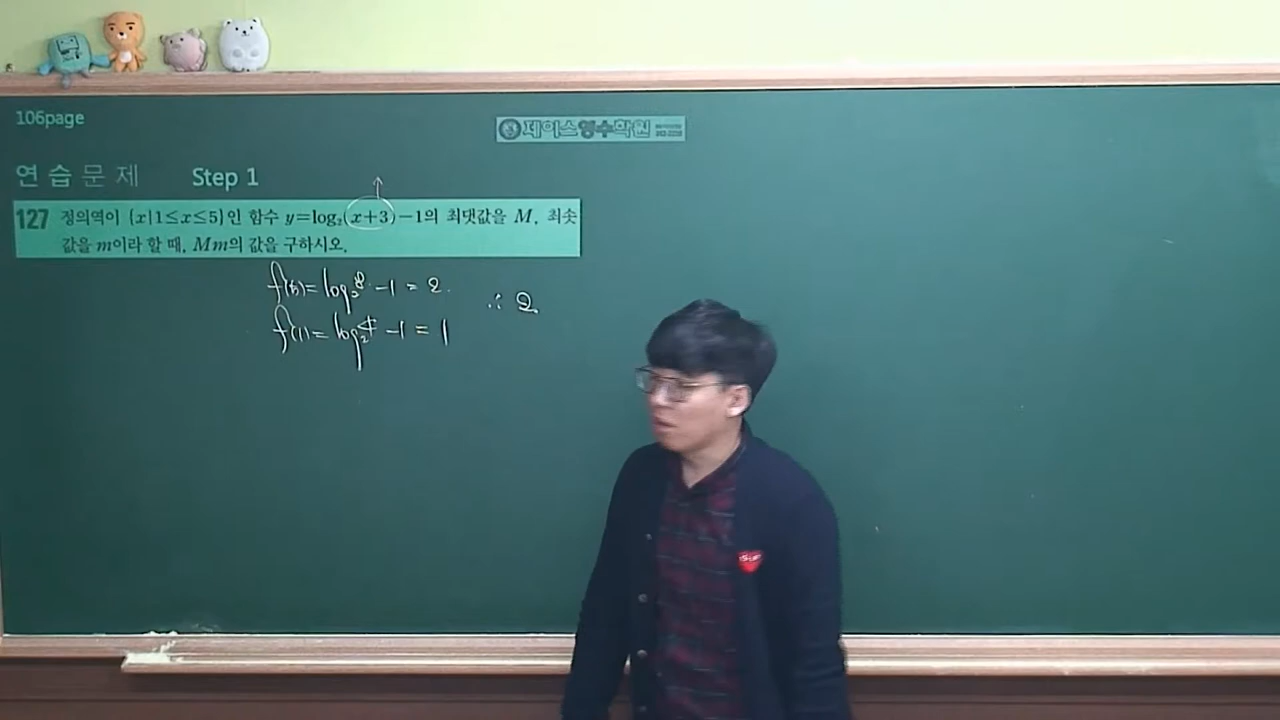 106page
제이스영수학원
연습문제 Step 1
127 정의역이 {x|1≤x≤5}인 함수 y=log₂(x+3)-1의 최댓값을 M, 최솟
값을 m이라 할 때, Mm의 값을 구하시오.
f(5)=log₂8-1=2
∴ 2.
f(1)=log₂4-1=1